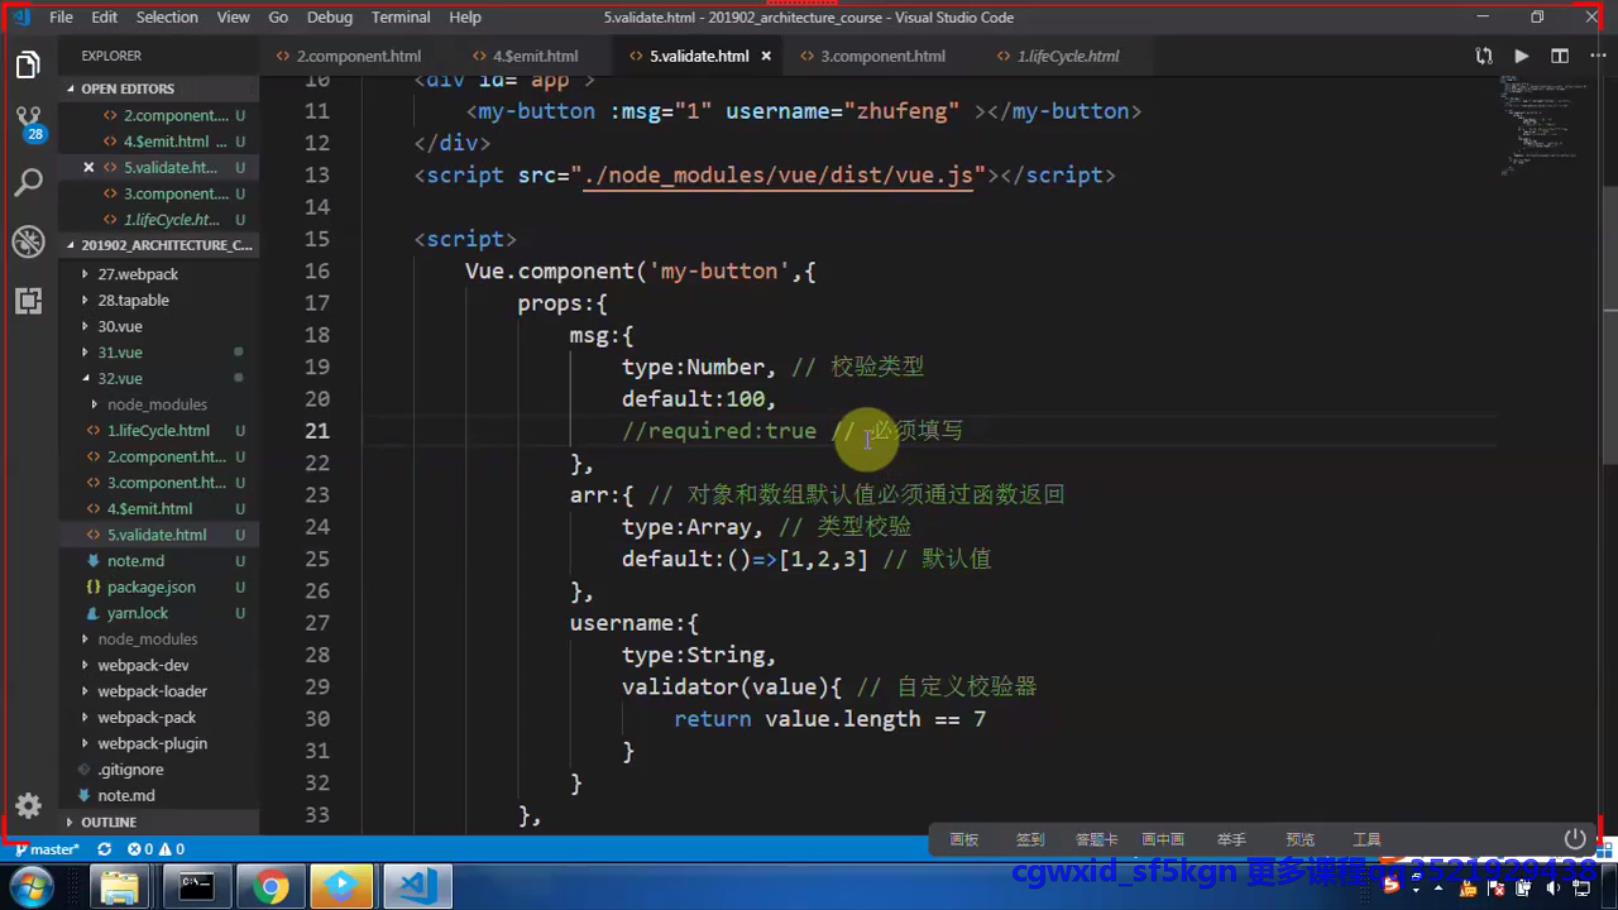 File Edit Selection View Go Debug Terminal Help
5.validate.html - 201902_architecture_course - Visual Studio Code
EXPLORER
2.component.html
4.$emit.html
5.validate.html
3.component.html
1.lifeCycle.html
OPEN EDITORS
2.component.... U
4.$emit.html ... U
5.validate.ht... U
3.component.... U
1.lifeCycle.ht... U
201902_ARCHITECTURE_C...
27.webpack
28.tapable
30.vue
31.vue
32.vue
node_modules
1.lifeCycle.html U
2.component.ht... U
3.component.ht... U
4.$emit.html U
5.validate.html U
note.md U
package.json U
yarn.lock U
node_modules
webpack-dev
webpack-loader
webpack-pack
webpack-plugin
.gitignore
note.md
OUTLINE
28
10 <div id="app">
11 <my-button :msg="1" username="zhufeng" ></my-button>
12 </div>
13 <script src="./node_modules/vue/dist/vue.js"></script>
14
15 <script>
16 Vue.component('my-button',{
17 props:{
18 msg:{
19 type:Number, // 校验类型
20 default:100,
21 //required:true // 必须填写
22 },
23 arr:{ // 对象和数组默认值必须通过函数返回
24 type:Array, // 类型校验
25 default:()=>[1,2,3] // 默认值
26 },
27 username:{
28 type:String,
29 validator(value){ // 自定义校验器
30 return value.length == 7
31 }
32 }
33 },
画板 签到 答题卡 画中画 举手 预览 工具
master* 0 0
cgwxid_sf5kgn 更多课程qq3521929438